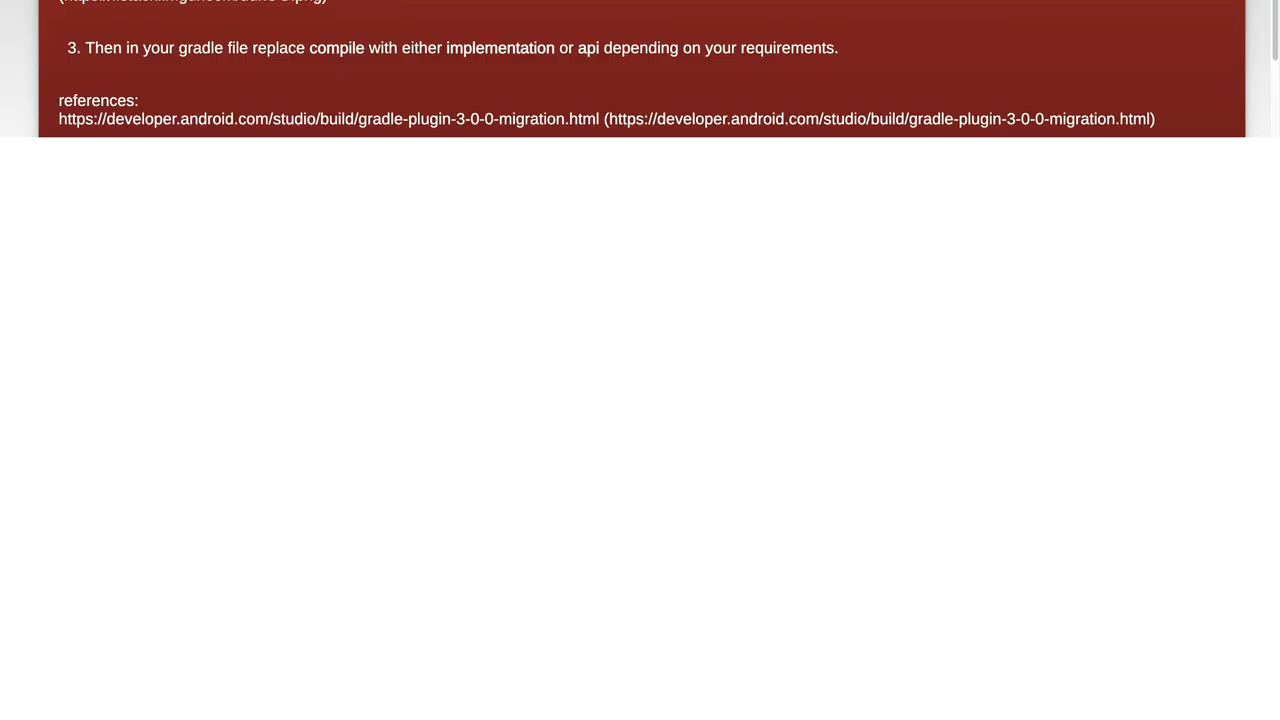 3. Then in your gradle file replace compile with either implementation or api depending on your requirements.
references:
https://developer.android.com/studio/build/gradle-plugin-3-0-0-migration.html (https://developer.android.com/studio/build/gradle-plugin-3-0-0-migration.html)